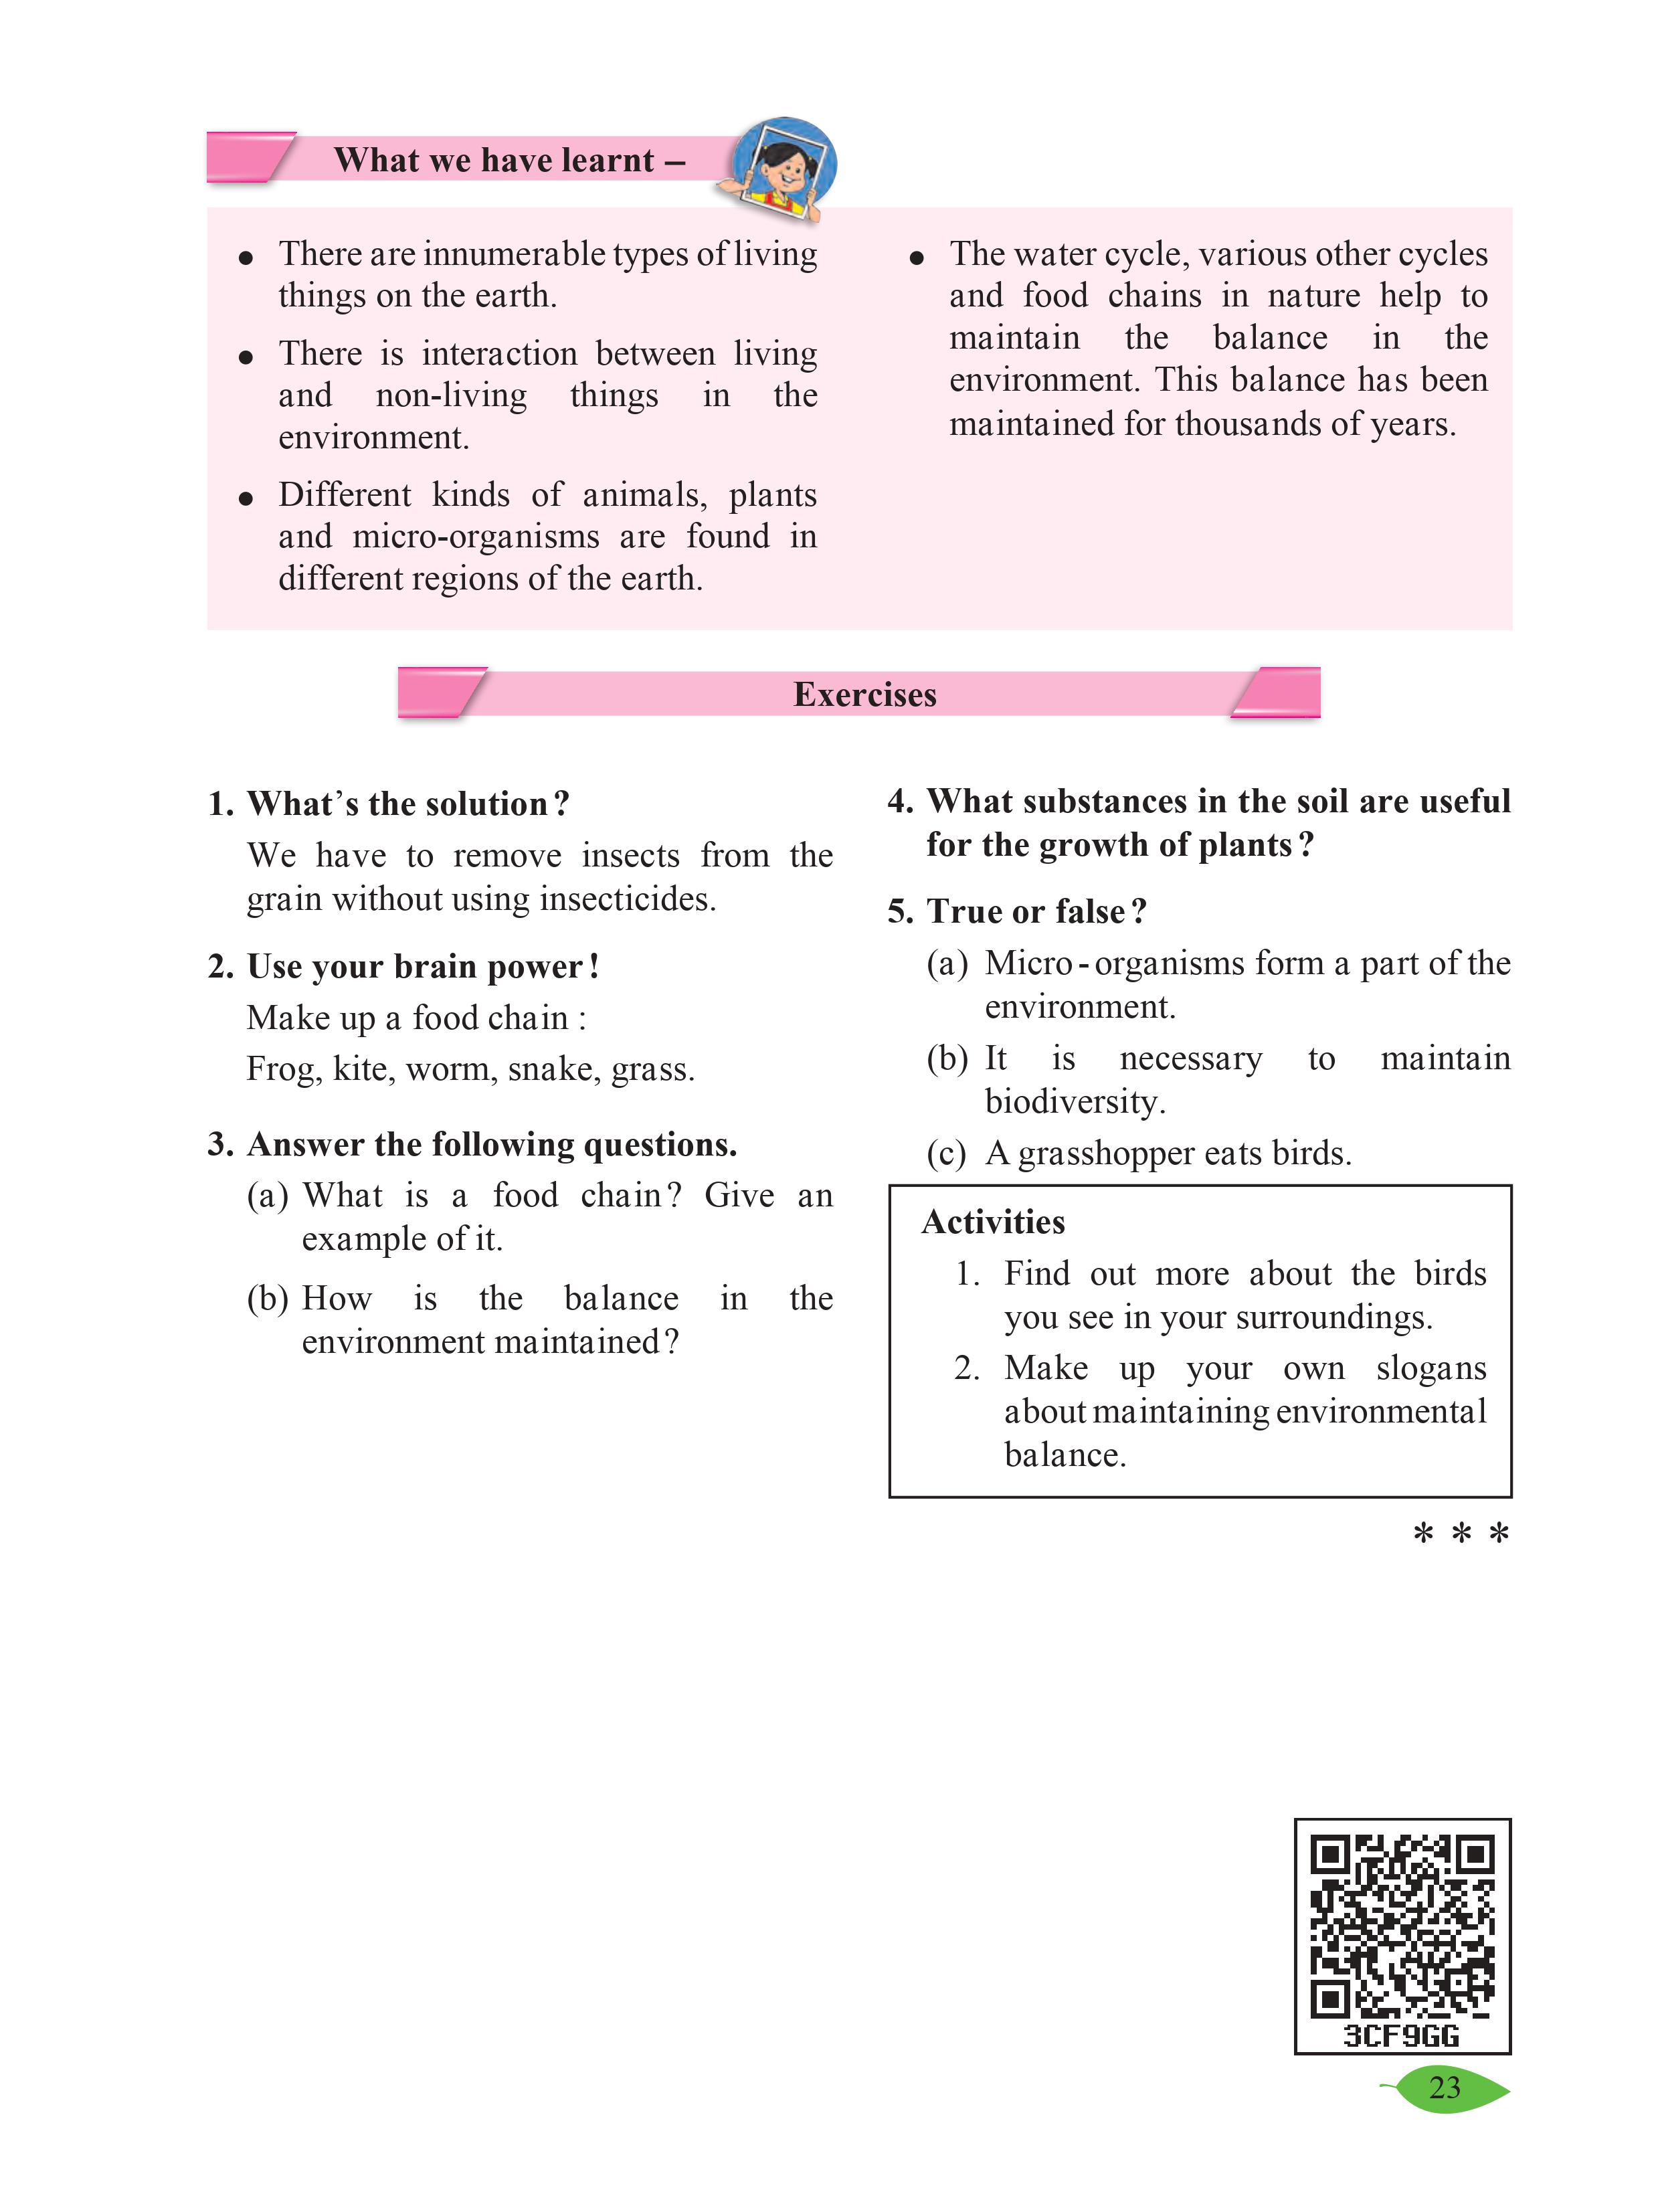 What we have learnt –
● There are innumerable types of living
things on the earth.
● There is interaction between living
and non-living things in the
environment.
● Different kinds of animals, plants
and micro-organisms are found in
different regions of the earth.
● The water cycle, various other cycles
and food chains in nature help to
maintain the balance in the
environment. This balance has been
maintained for thousands of years.
Exercises
1. What's the solution?
We have to remove insects from the
grain without using insecticides.
2. Use your brain power!
Make up a food chain :
Frog, kite, worm, snake, grass.
3. Answer the following questions.
(a) What is a food chain? Give an
example of it.
(b) How is the balance in the
environment maintained?
4. What substances in the soil are useful
for the growth of plants?
5. True or false?
(a) Micro-organisms form a part of the
environment.
(b) It is necessary to maintain
biodiversity.
(c) A grasshopper eats birds.
Activities
1. Find out more about the birds
you see in your surroundings.
2. Make up your own slogans
about maintaining environmental
balance.
* * *
3CF9GG
23